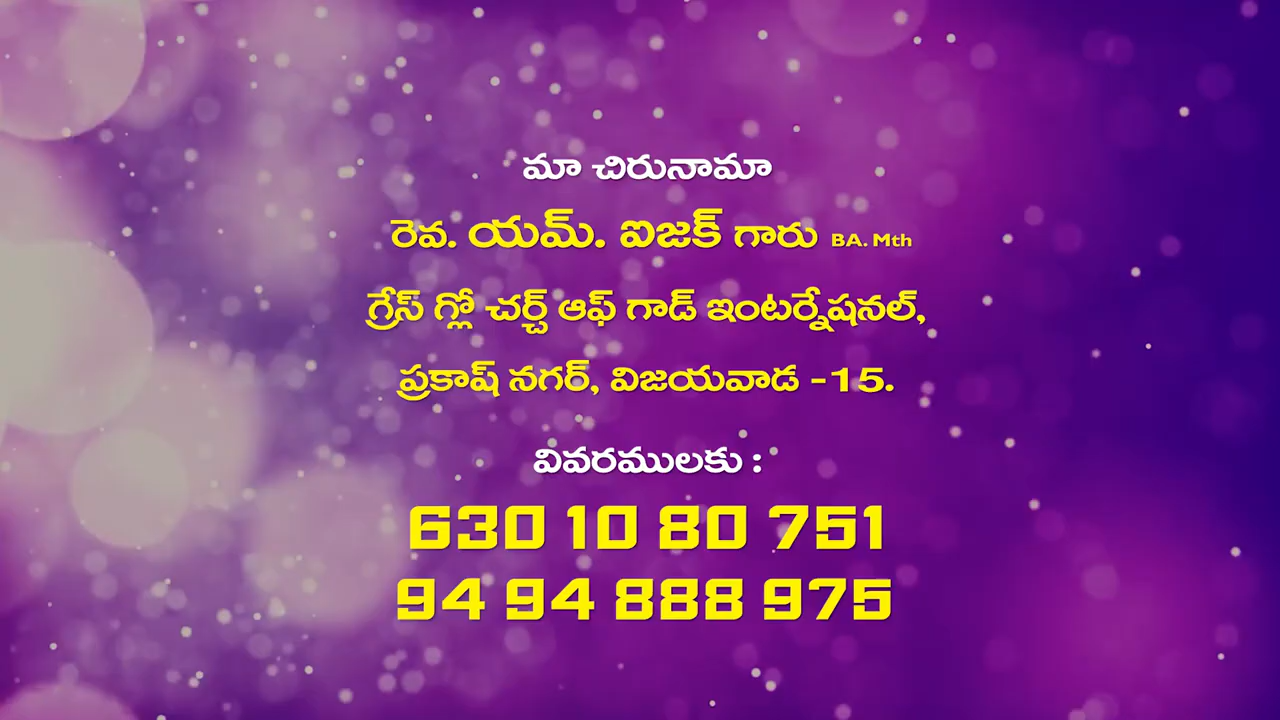 మా చిరునామా
రెవ. యమ్. ఐజక్ గారు BA. Mth
గ్రేస్ గ్లో చర్చ్ ఆఫ్ గాడ్ ఇంటర్నేషనల్,
ప్రకాష్ నగర్, విజయవాడ -15.
వివరములకు :
630 10 80 751
94 94 888 975